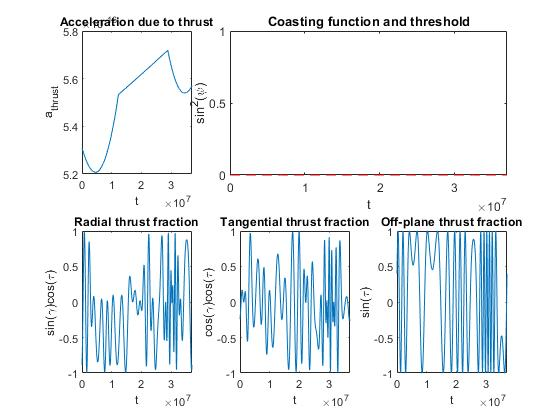 Acceleration due to thrust
5.8
5.6
5.4
5.2
a_thrust
0 1 2 3
t
×10^7
Coasting function and threshold
1
0.5
0
sin^2(ψ)
0 1 2 3
t
×10^7
Radial thrust fraction
1
0.5
0
-0.5
-1
sin(γ)cos(τ)
0 1 2 3
t
×10^7
Tangential thrust fraction
1
0.5
0
-0.5
-1
cos(γ)cos(τ)
0 1 2 3
t
×10^7
Off-plane thrust fraction
1
0.5
0
-0.5
-1
sin(τ)
0 1 2 3
t
×10^7